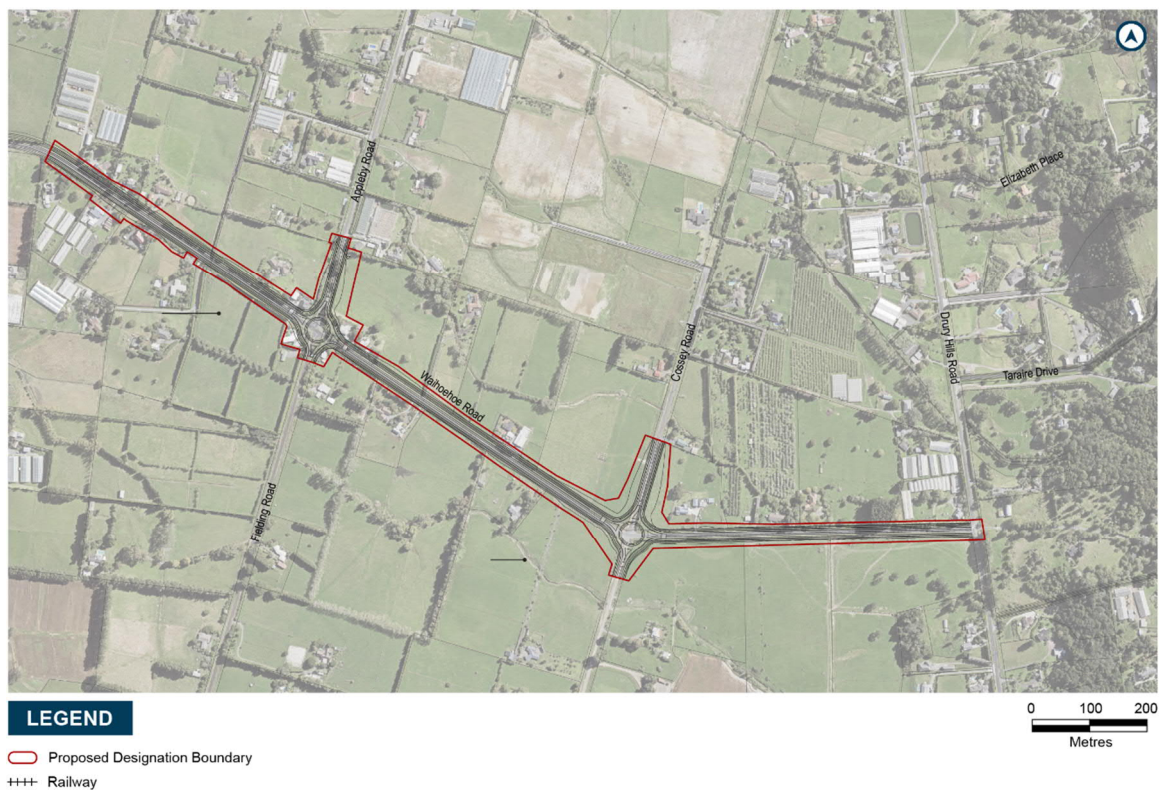 Elizabeth Place
Appleby Road
Drury Hills Road
Cossey Road
Taraire Drive
Waihoehoe Road
Fielding Road
LEGEND
Proposed Designation Boundary
Railway
0 100 200
Metres